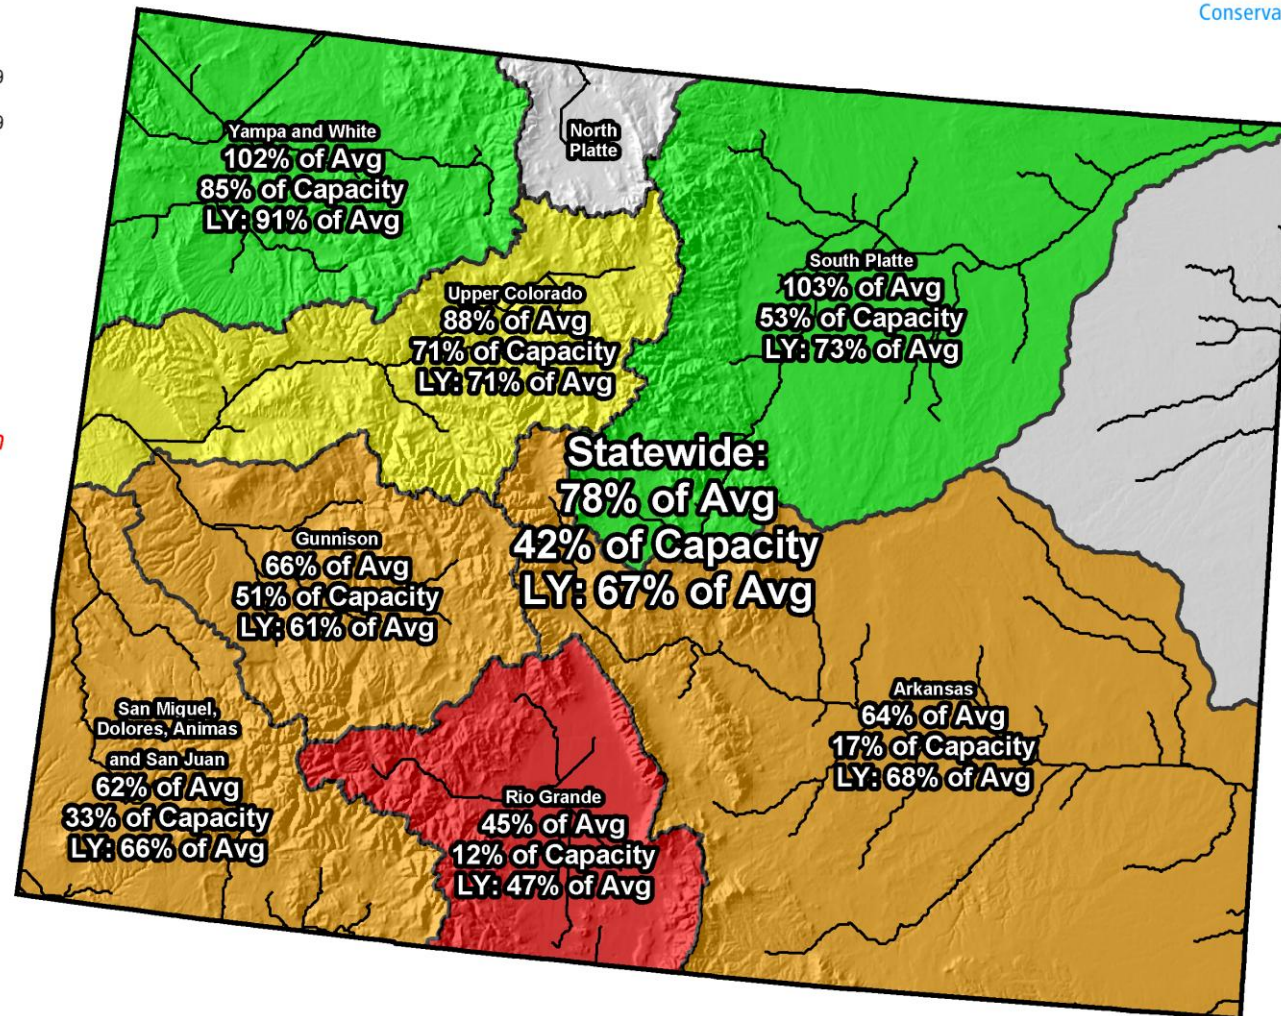 Conserva
9
9
Yampa and White
102% of Avg
85% of Capacity
LY: 91% of Avg
North
Platte
South Platte
103% of Avg
53% of Capacity
LY: 73% of Avg
Upper Colorado
88% of Avg
71% of Capacity
LY: 71% of Avg
n
Statewide:
78% of Avg
42% of Capacity
LY: 67% of Avg
Gunnison
66% of Avg
51% of Capacity
LY: 61% of Avg
San Miguel,
Dolores, Animas
and San Juan
62% of Avg
33% of Capacity
LY: 66% of Avg
Rio Grande
45% of Avg
12% of Capacity
LY: 47% of Avg
Arkansas
64% of Avg
17% of Capacity
LY: 68% of Avg